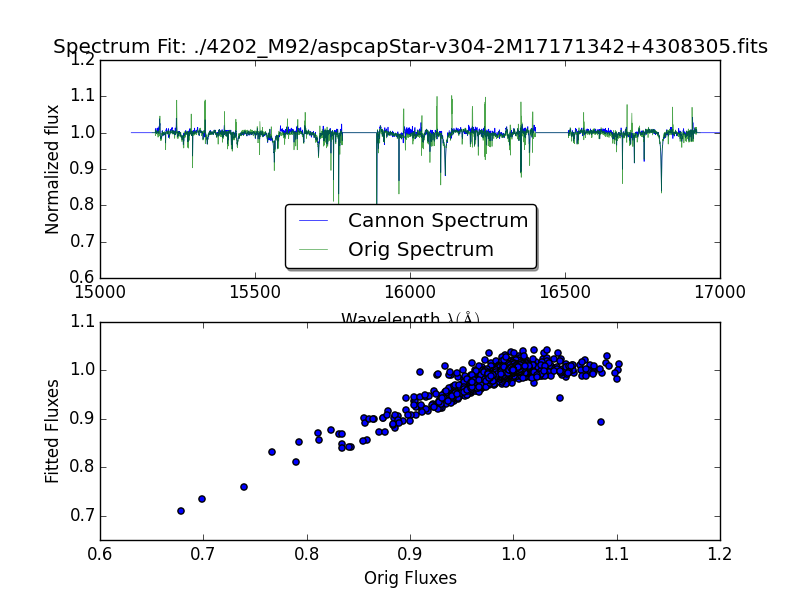 Spectrum Fit: ./4202_M92/aspcapStar-v304-2M17171342+4308305.fits
1.2
1.1
1.0
0.9
0.8
0.7
0.6
Normalized flux
Cannon Spectrum
Orig Spectrum
15000 15500 16000 16500 17000
Wavelength λ(Å)
1.1
1.0
0.9
0.8
0.7
Fitted Fluxes
0.6 0.7 0.8 0.9 1.0 1.1 1.2
Orig Fluxes